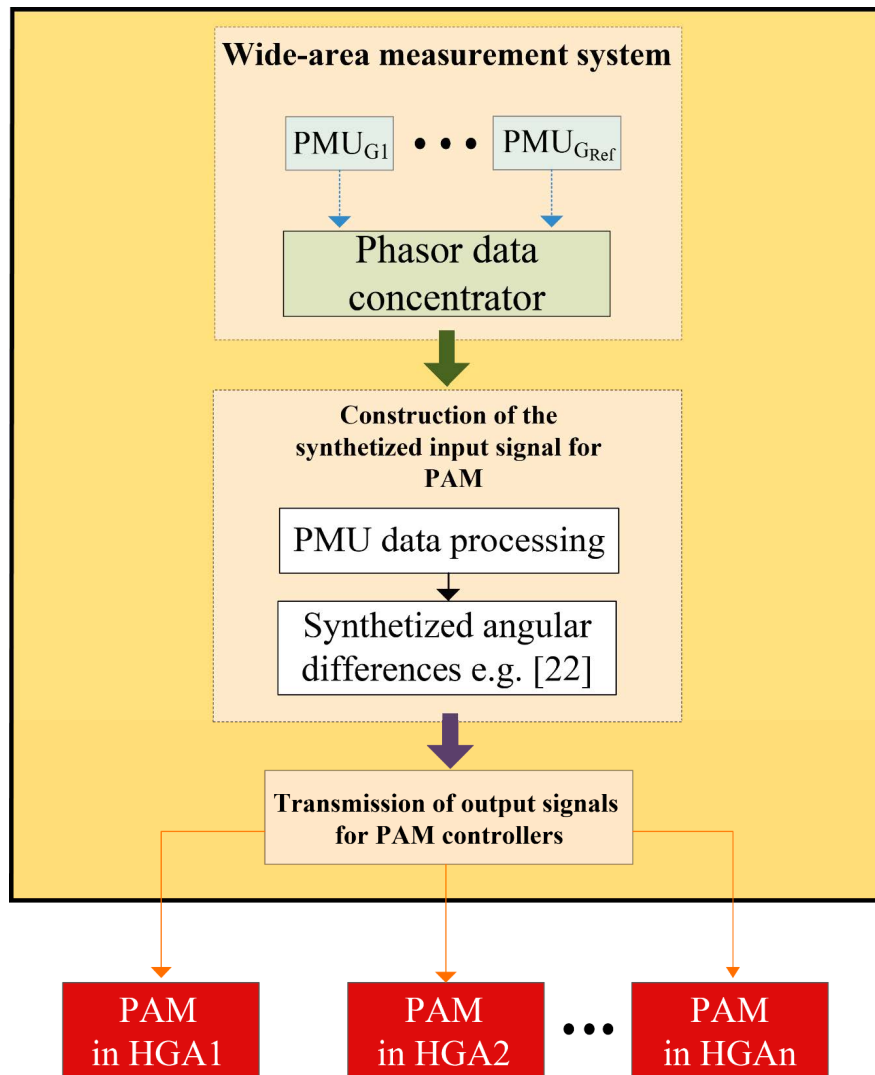 Wide-area measurement system
PMU_G1 • • • PMU_G_Ref
Phasor data
concentrator
Construction of the
synthetized input signal for
PAM
PMU data processing
Synthetized angular
differences e.g. [22]
Transmission of output signals
for PAM controllers
PAM
in HGA1
PAM
in HGA2
• • •
PAM
in HGAn